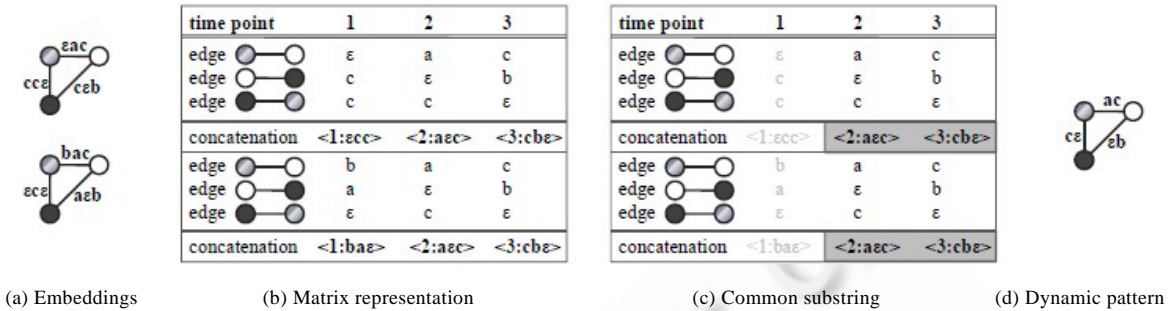 εac
ccε
cεb
bac
εcε
aεb
time point 1 2 3
edge ε a c
edge c ε b
edge c c ε
concatenation <1:εcc> <2:aεc> <3:cbε>
edge b a c
edge a ε b
edge ε c ε
concatenation <1:baε> <2:aεc> <3:cbε>
time point 1 2 3
edge ε a c
edge c ε b
edge c c ε
concatenation <1:εcc> <2:aεc> <3:cbε>
edge b a c
edge a ε b
edge ε c ε
concatenation <1:baε> <2:aεc> <3:cbε>
ac
cε
εb
(a) Embeddings
(b) Matrix representation
(c) Common substring
(d) Dynamic pattern